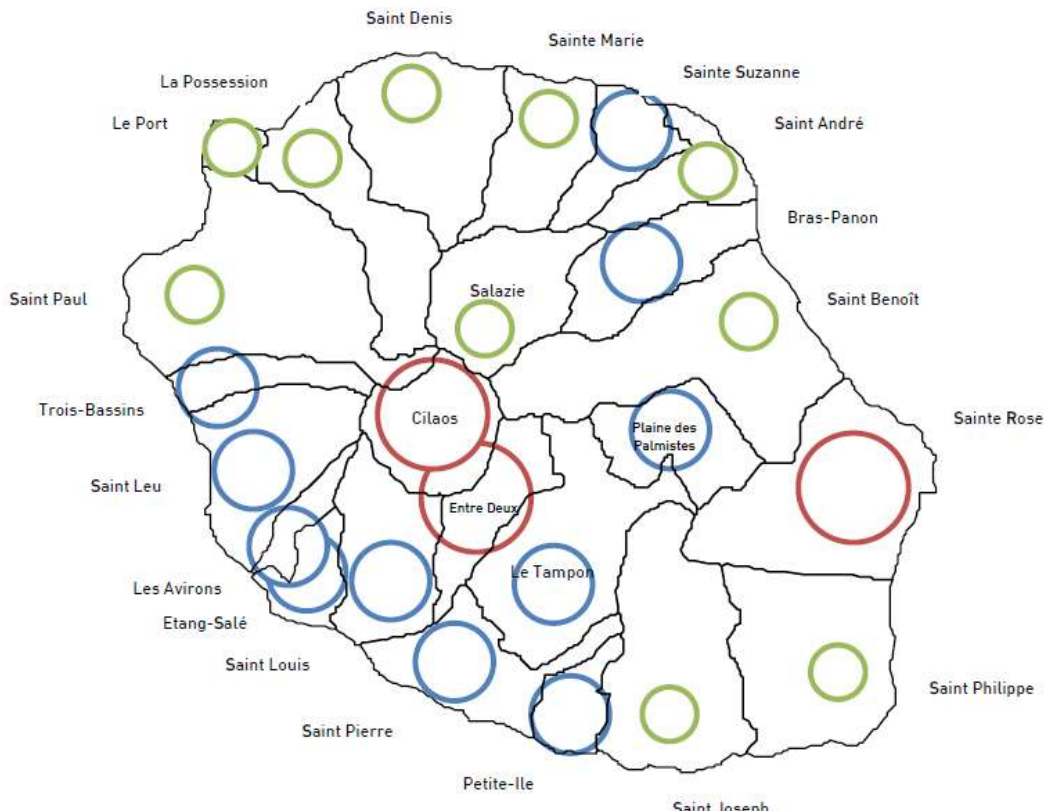 Saint Denis
Sainte Marie
La Possession
Sainte Suzanne
Le Port
Saint André
Bras-Panon
Saint Paul
Salazie
Saint Benoît
Trois-Bassins
Cilaos
Sainte Rose
Plaine des
Palmistes
Saint Leu
Entre Deux
Le Tampon
Les Avirons
Etang-Salé
Saint Louis
Saint Philippe
Saint Pierre
Petite-Ile
Saint Joseph